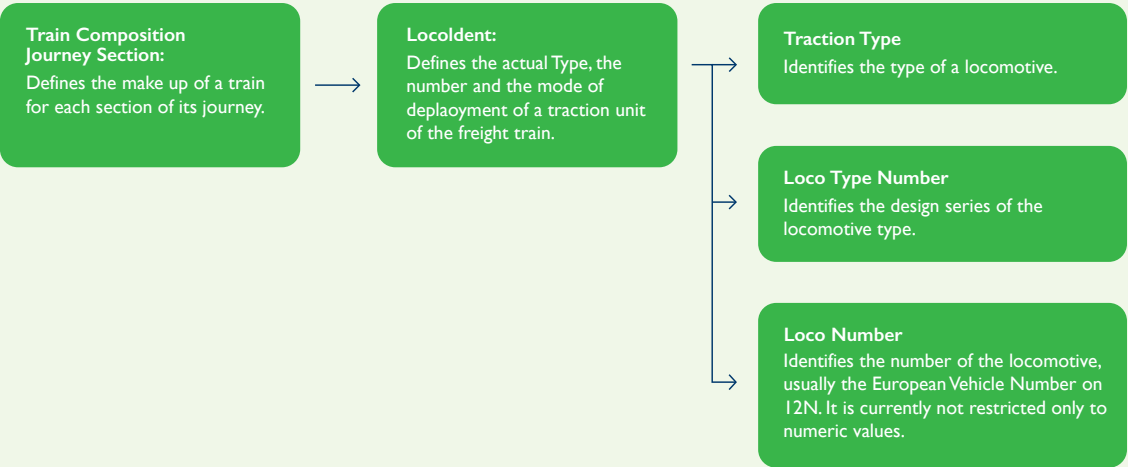 Train Composition
Journey Section:
Defines the make up of a train
for each section of its journey.
LocoIdent:
Defines the actual Type, the
number and the mode of
deplaoyment of a traction unit
of the freight train.
Traction Type
Identifies the type of a locomotive.
Loco Type Number
Identifies the design series of the
locomotive type.
Loco Number
Identifies the number of the locomotive,
usually the European Vehicle Number on
12N. It is currently not restricted only to
numeric values.